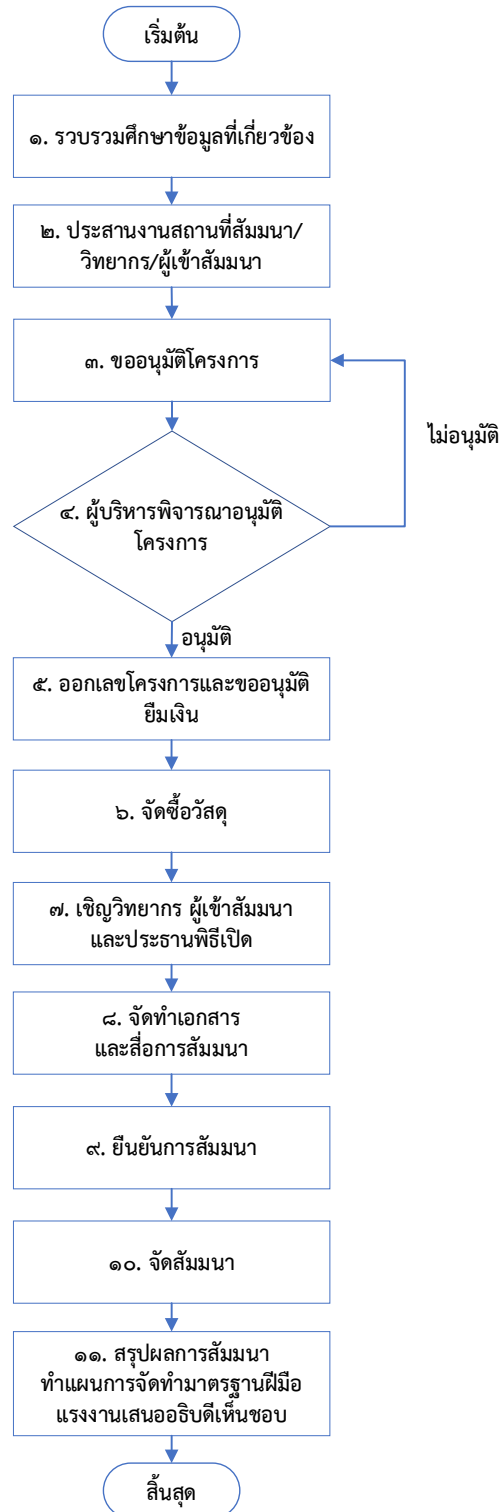 เริ่มต้น
๑. รวบรวมศึกษาข้อมูลที่เกี่ยวข้อง
๒. ประสานงานสถานที่สัมมนา/
วิทยากร/ผู้เข้าสัมมนา
๓. ขออนุมัติโครงการ
ไม่อนุมัติ
๔. ผู้บริหารพิจารณาอนุมัติ
โครงการ
อนุมัติ
๕. ออกเลขโครงการและขออนุมัติ
ยืมเงิน
๖. จัดซื้อวัสดุ
๗. เชิญวิทยากร ผู้เข้าสัมมนา
และประธานพิธีเปิด
๘. จัดทำเอกสาร
และสื่อการสัมมนา
๙. ยืนยันการสัมมนา
๑๐. จัดสัมมนา
๑๑. สรุปผลการสัมมนา
ทำแผนการจัดทำมาตรฐานฝีมือ
แรงงานเสนออธิบดีเห็นชอบ
สิ้นสุด